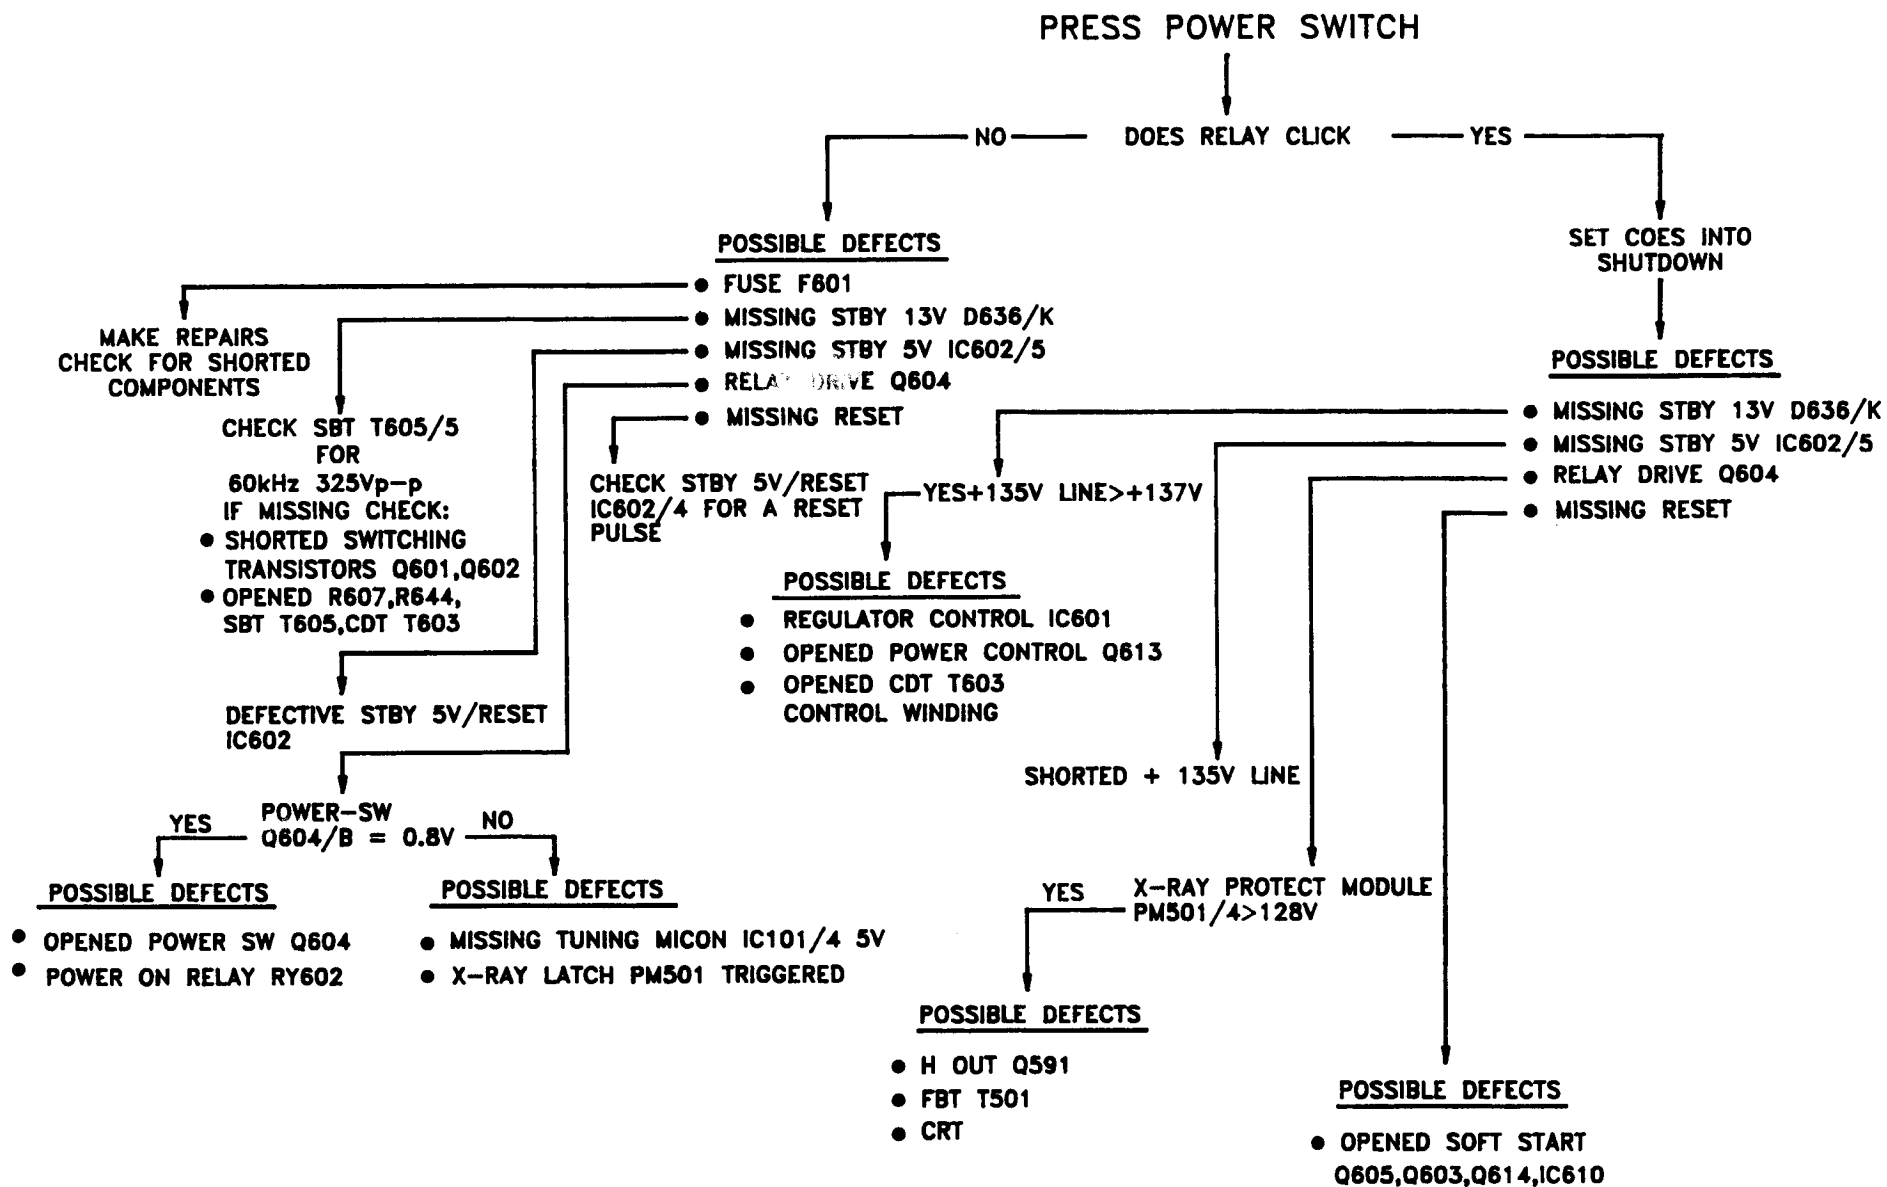 PRESS POWER SWITCH
NO
DOES RELAY CLICK
YES
POSSIBLE DEFECTS
● FUSE F601
● MISSING STBY 13V D636/K
● MISSING STBY 5V IC602/5
● RELAY DRIVE Q604
● MISSING RESET
MAKE REPAIRS
CHECK FOR SHORTED
COMPONENTS
CHECK SBT T605/5
FOR
60kHz 325Vp-p
IF MISSING CHECK:
● SHORTED SWITCHING
TRANSISTORS Q601,Q602
● OPENED R607,R644,
SBT T605,CDT T603
CHECK STBY 5V/RESET
IC602/4 FOR A RESET
PULSE
DEFECTIVE STBY 5V/RESET
IC602
YES
POWER-SW
Q604/B = 0.8V
NO
POSSIBLE DEFECTS
● OPENED POWER SW Q604
● POWER ON RELAY RY602
POSSIBLE DEFECTS
● MISSING TUNING MICON IC101/4 5V
● X-RAY LATCH PM501 TRIGGERED
SET COES INTO
SHUTDOWN
POSSIBLE DEFECTS
● MISSING STBY 13V D636/K
● MISSING STBY 5V IC602/5
● RELAY DRIVE Q604
● MISSING RESET
YES+135V LINE>+137V
POSSIBLE DEFECTS
● REGULATOR CONTROL IC601
● OPENED POWER CONTROL Q613
● OPENED CDT T603
CONTROL WINDING
SHORTED + 135V LINE
YES
X-RAY PROTECT MODULE
PM501/4>128V
POSSIBLE DEFECTS
● H OUT Q591
● FBT T501
● CRT
POSSIBLE DEFECTS
● OPENED SOFT START
Q605,Q603,Q614,IC610